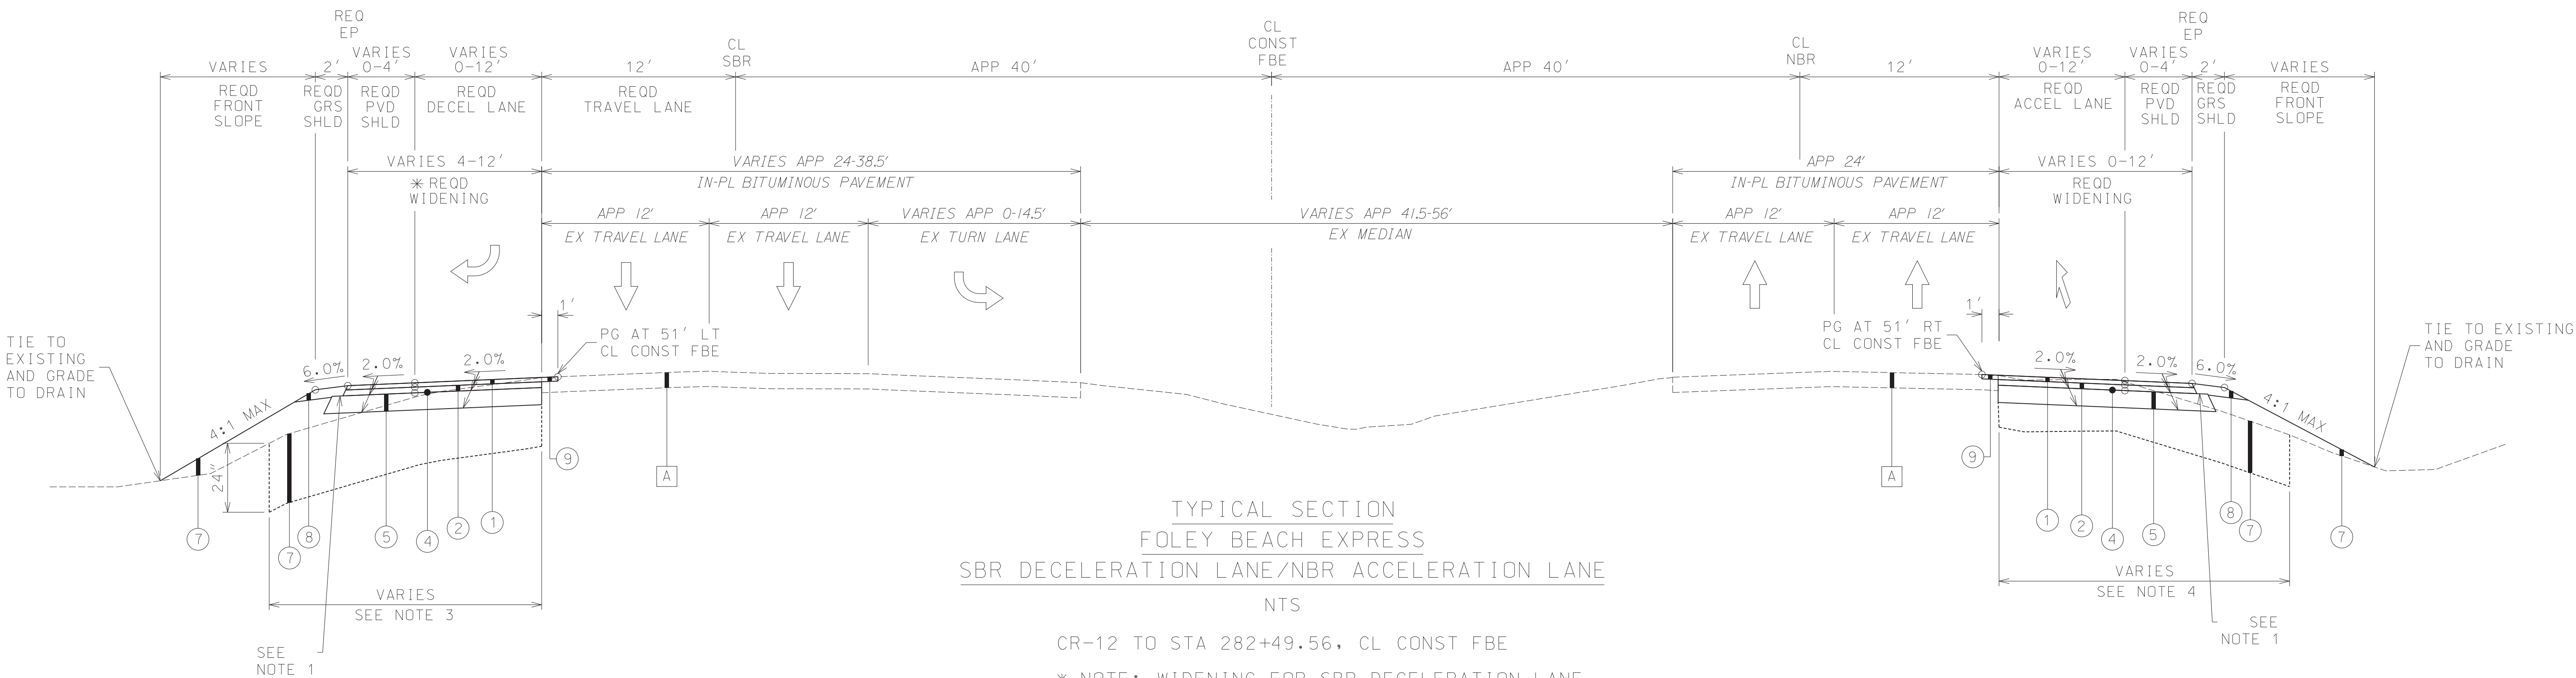 REQ
EP
REQ
EP
CL
CONST
FBE
CL
SBR
CL
NBR
VARIES
2'
VARIES
0-4'
VARIES
0-12'
12'
APP 40'
APP 40'
12'
VARIES
0-12'
VARIES
0-4'
2'
VARIES
REQD
FRONT
SLOPE
REQD
GRS
SHLD
REQD
PVD
SHLD
REQD
DECEL LANE
REQD
TRAVEL LANE
REQD
ACCEL LANE
REQD
PVD
SHLD
REQD
GRS
SHLD
REQD
FRONT
SLOPE
VARIES 4-12'
* REQD
WIDENING
VARIES APP 24-38.5'
IN-PL BITUMINOUS PAVEMENT
APP 24'
IN-PL BITUMINOUS PAVEMENT
VARIES 0-12'
REQD
WIDENING
APP 12'
EX TRAVEL LANE
APP 12'
EX TRAVEL LANE
VARIES APP 0-14.5'
EX TURN LANE
VARIES APP 41.5-56'
EX MEDIAN
APP 12'
EX TRAVEL LANE
APP 12'
EX TRAVEL LANE
1'
PG AT 51' LT
CL CONST FBE
1'
PG AT 51' RT
CL CONST FBE
TIE TO
EXISTING
AND GRADE
TO DRAIN
6.0%
2.0%
2.0%
2.0%
2.0%
6.0%
TIE TO EXISTING
AND GRADE
TO DRAIN
4:1 MAX
4:1 MAX
24"
7
7
8
5
4
2
1
9
A
A
9
1
2
4
5
8
7
7
VARIES
SEE NOTE 3
SEE
NOTE 1
VARIES
SEE NOTE 4
SEE
NOTE 1
TYPICAL SECTION
FOLEY BEACH EXPRESS
SBR DECELERATION LANE/NBR ACCELERATION LANE
NTS
CR-12 TO STA 282+49.56, CL CONST FBE
* NOTE: WIDENING FOR SBR DECELERATION LANE